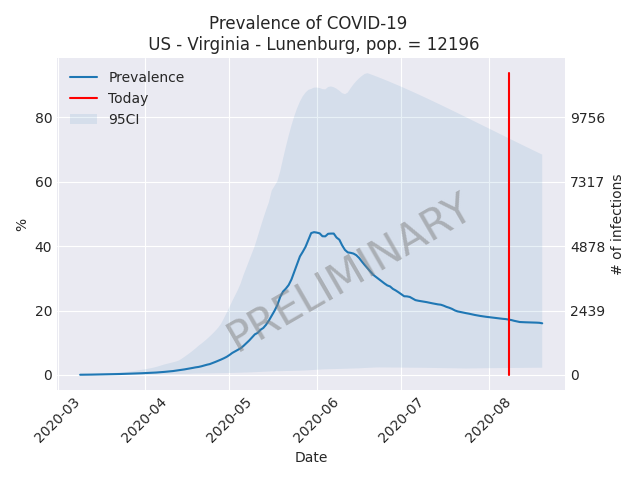 Prevalence of COVID-19
US - Virginia - Lunenburg, pop. = 12196
Prevalence
Today
95CI
80
60
40
20
0
%
9756
7317
4878
2439
0
# of infections
PRELIMINARY
2020-03
2020-04
2020-05
2020-06
2020-07
2020-08
Date